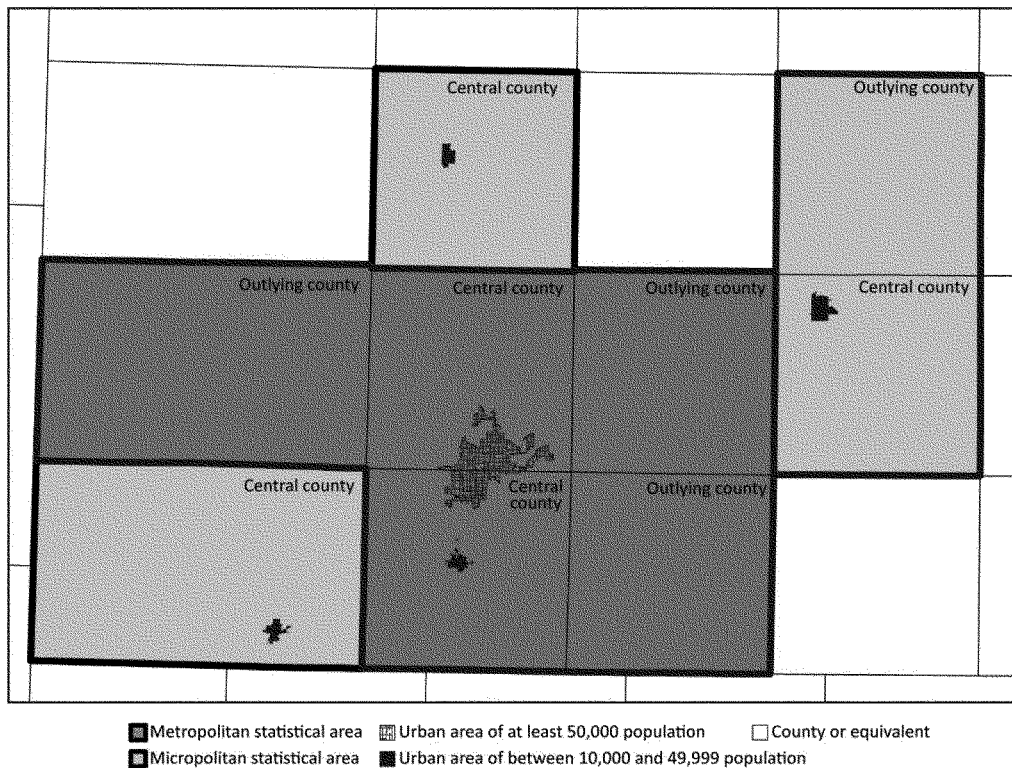 Central county
Outlying county
Outlying county
Central county
Outlying county
Central county
Central county
Central
county
Outlying county
Metropolitan statistical area
Urban area of at least 50,000 population
County or equivalent
Micropolitan statistical area
Urban area of between 10,000 and 49,999 population